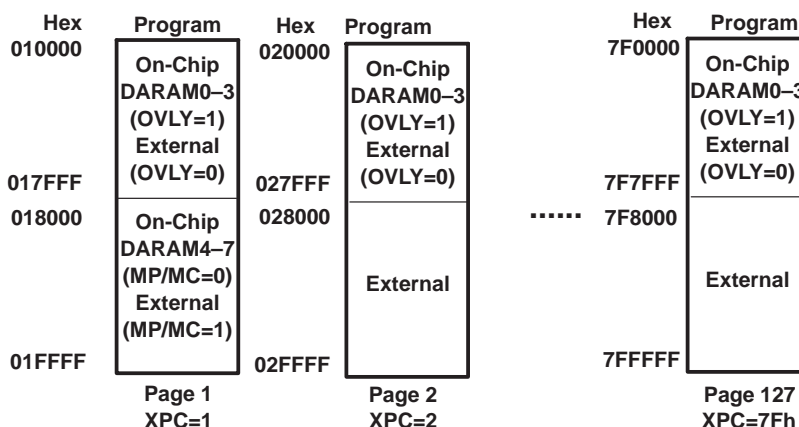 Hex Program
010000
On-Chip
DARAM0–3
(OVLY=1)
External
(OVLY=0)
017FFF
018000
On-Chip
DARAM4–7
(MP/MC=0)
External
(MP/MC=1)
01FFFF
Page 1
XPC=1
Hex Program
020000
On-Chip
DARAM0–3
(OVLY=1)
External
(OVLY=0)
027FFF
028000
External
02FFFF
Page 2
XPC=2
......
Hex Program
7F0000
On-Chip
DARAM0–3
(OVLY=1)
External
(OVLY=0)
7F7FFF
7F8000
External
7FFFFF
Page 127
XPC=7Fh